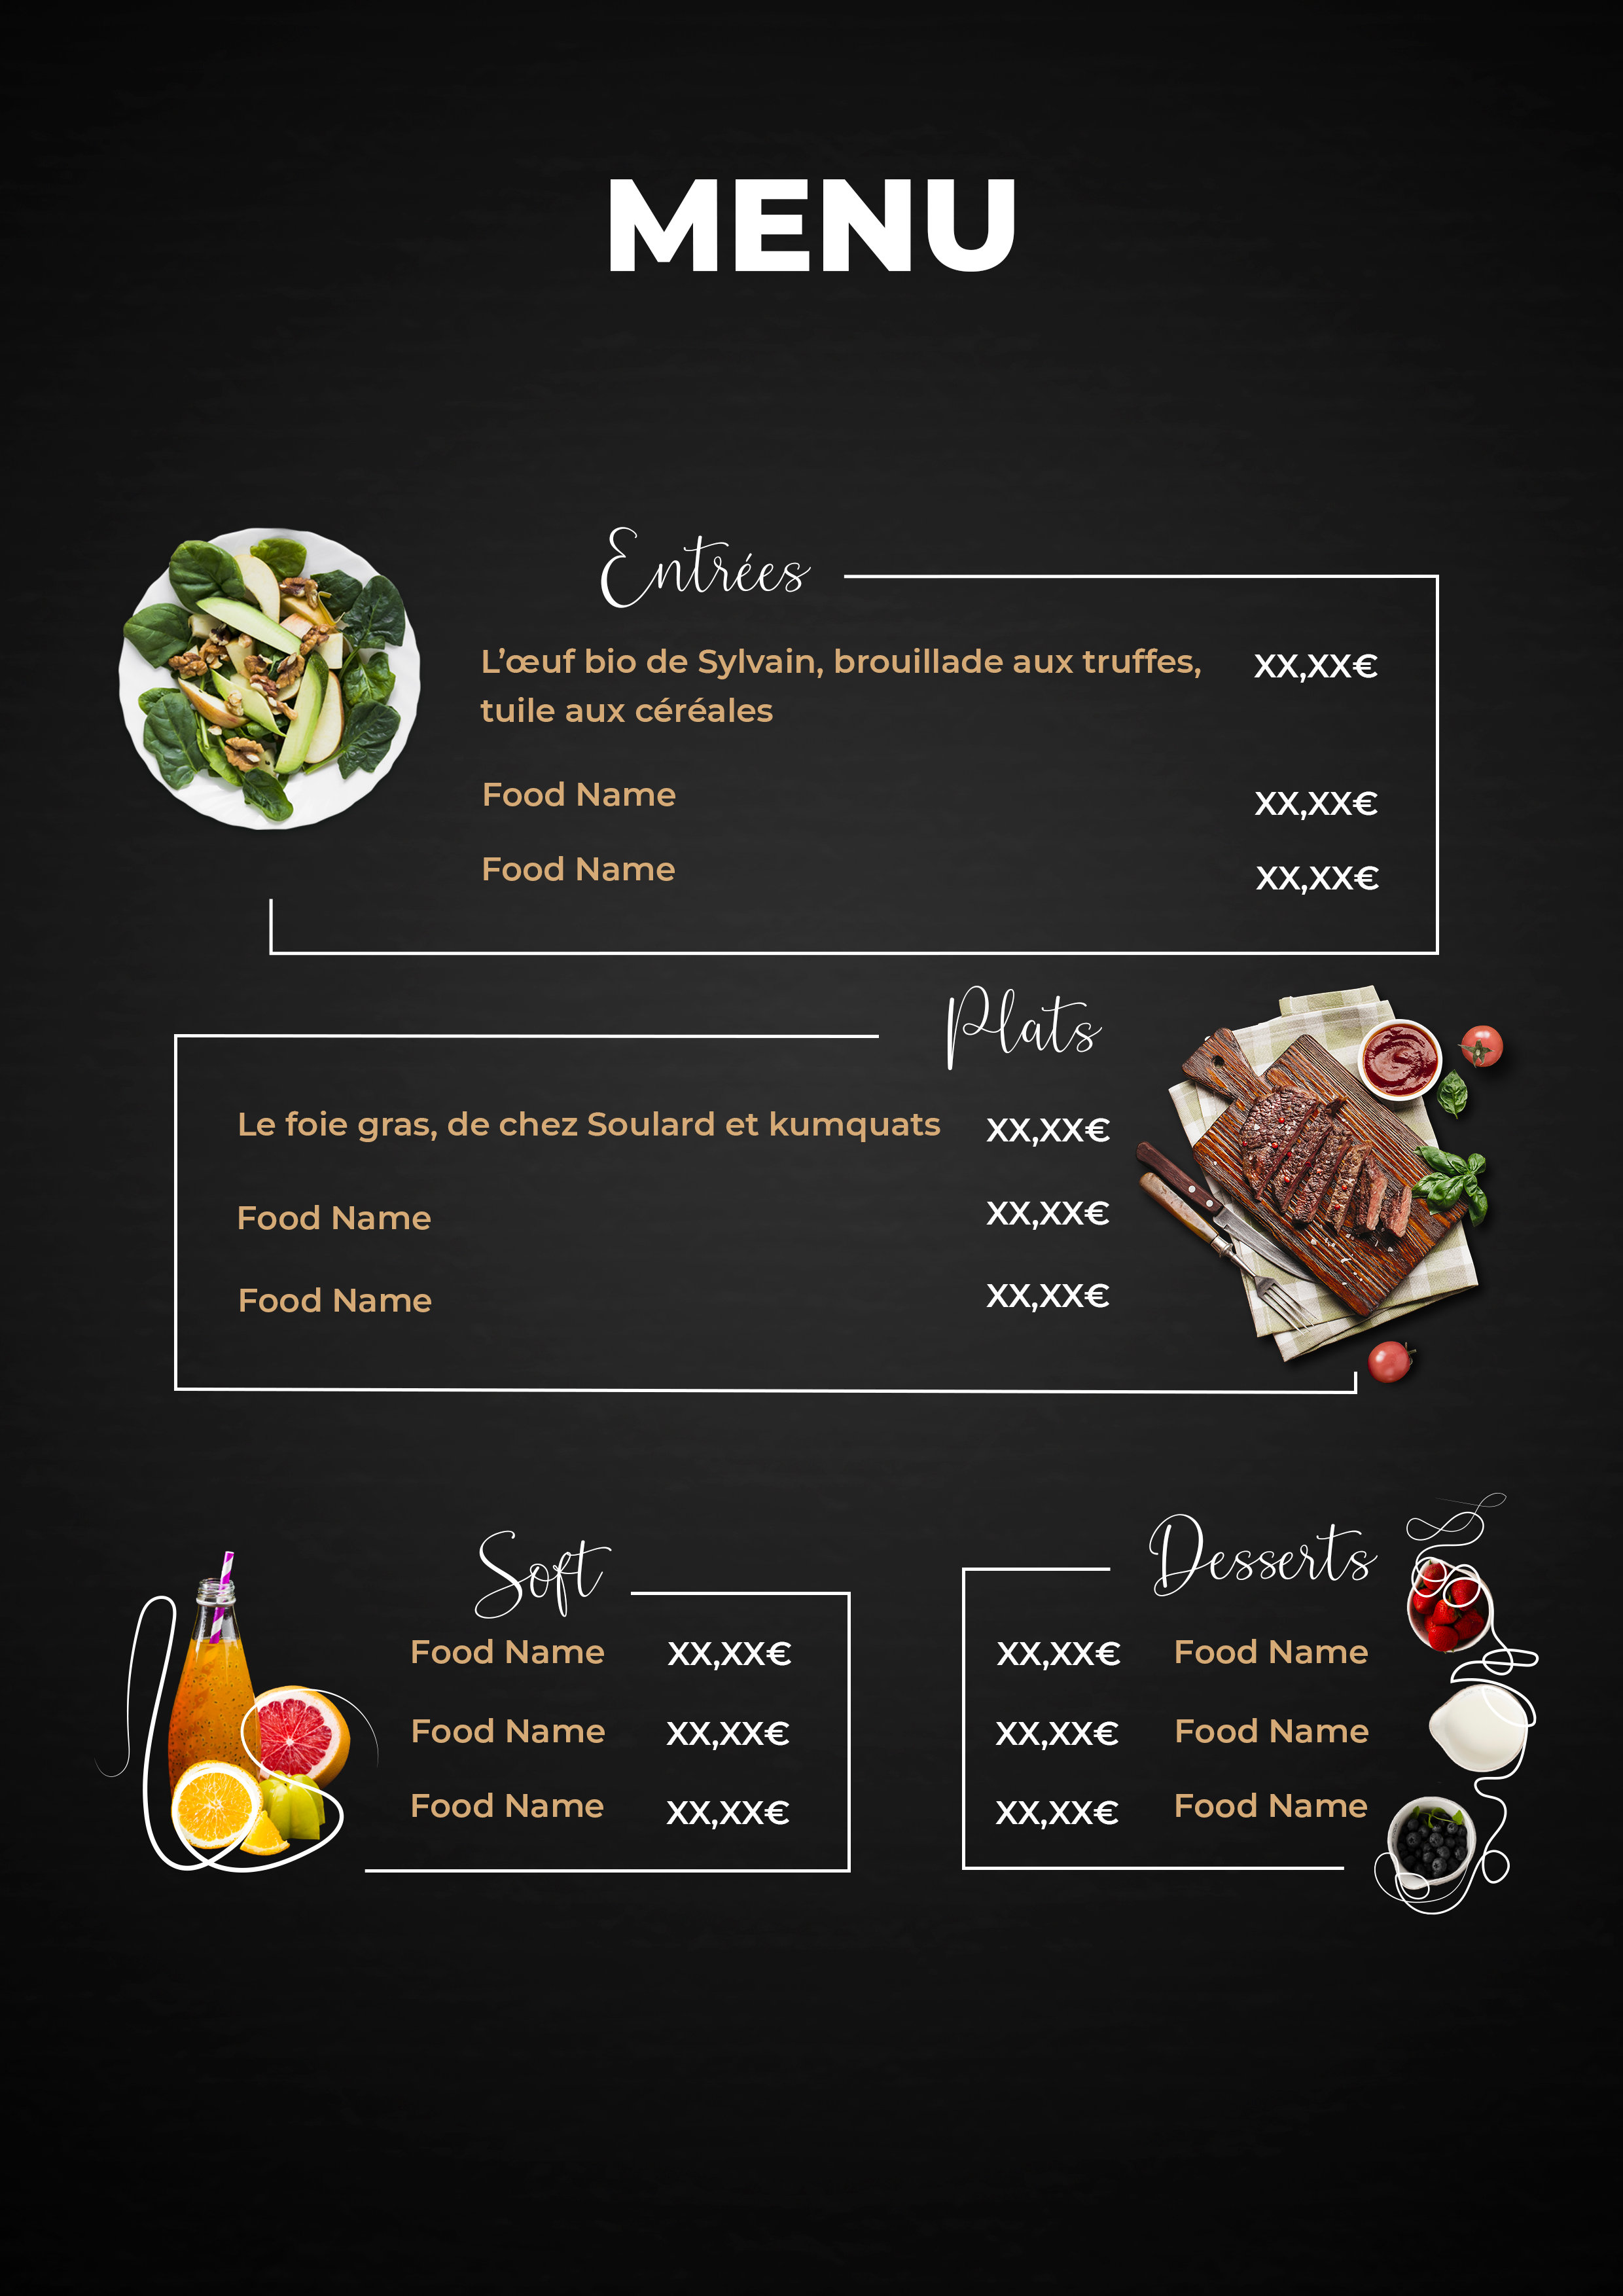 MENU
Entrées
L’œuf bio de Sylvain, brouillade aux truffes, XX,XX€
tuile aux céréales
Food Name XX,XX€
Food Name XX,XX€
Plats
Le foie gras, de chez Soulard et kumquats XX,XX€
Food Name XX,XX€
Food Name XX,XX€
Soft
Food Name XX,XX€
Food Name XX,XX€
Food Name XX,XX€
Desserts
XX,XX€ Food Name
XX,XX€ Food Name
XX,XX€ Food Name